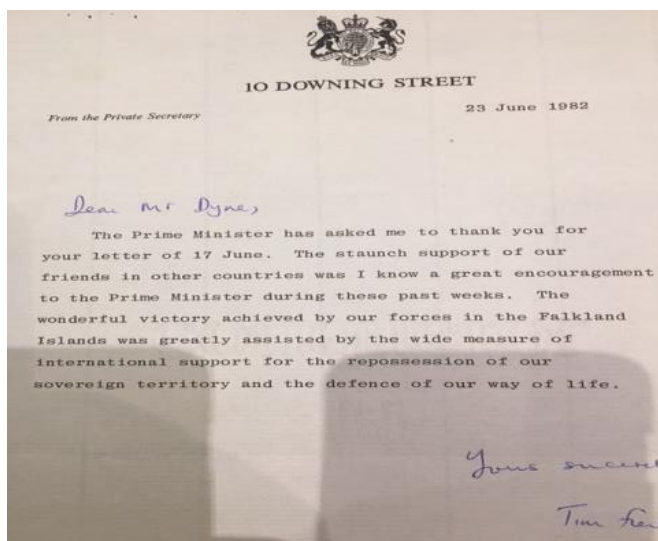 10 DOWNING STREET
23 June 1982
From the Private Secretary
Dear Mr Dyne,
The Prime Minister has asked me to thank you for
your letter of 17 June. The staunch support of our
friends in other countries was I know a great encouragement
to the Prime Minister during these past weeks. The
wonderful victory achieved by our forces in the Falkland
Islands was greatly assisted by the wide measure of
international support for the repossession of our
sovereign territory and the defence of our way of life.
Yours
Tim